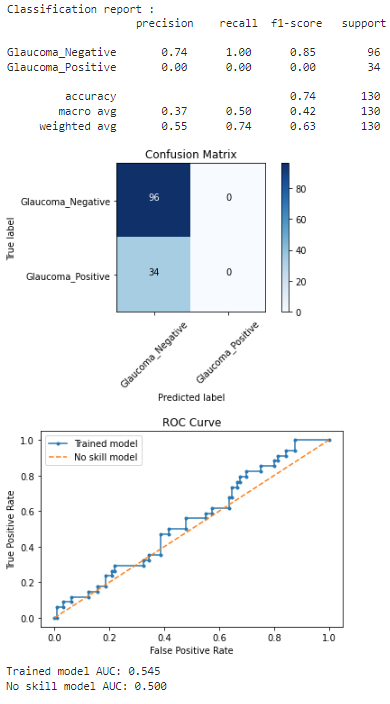 Classification report :
precision recall f1-score support
Glaucoma_Negative 0.74 1.00 0.85 96
Glaucoma_Positive 0.00 0.00 0.00 34
accuracy 0.74 130
macro avg 0.37 0.50 0.42 130
weighted avg 0.55 0.74 0.63 130
Confusion Matrix
True label
Glaucoma_Negative 96 0
Glaucoma_Positive 34 0
80
60
40
20
0
Glaucoma_Negative Glaucoma_Positive
Predicted label
ROC Curve
True Positive Rate
Trained model
No skill model
1.0
0.8
0.6
0.4
0.2
0.0
0.0 0.2 0.4 0.6 0.8 1.0
False Positive Rate
Trained model AUC: 0.545
No skill model AUC: 0.500